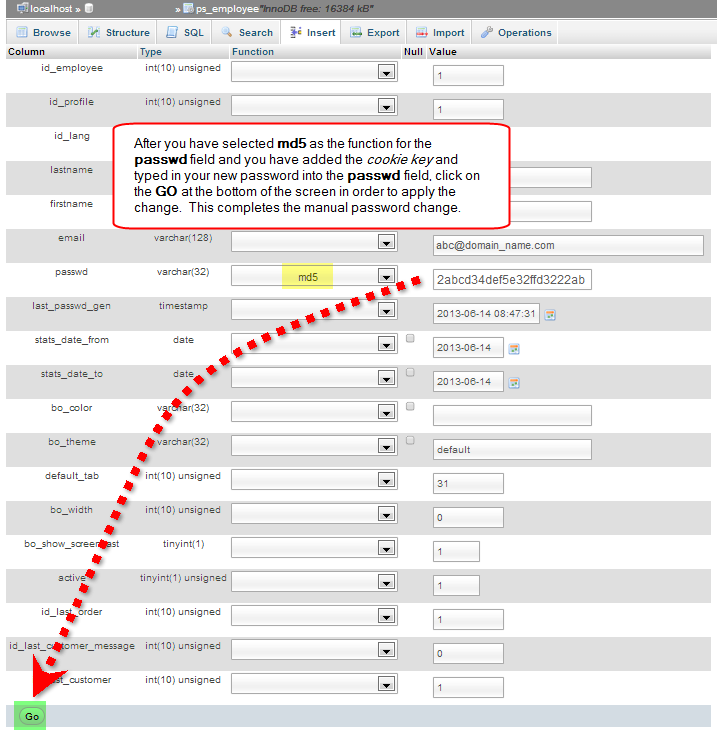 localhost » » ps_employee "InnoDB free: 16384 kB"
Browse Structure SQL Search Insert Export Import Operations
Column Type Function Null Value
id_employee int(10) unsigned 1
id_profile int(10) unsigned 1
id_lang
lastname
firstname
After you have selected md5 as the function for the
passwd field and you have added the cookie key and
typed in your new password into the passwd field, click on
the GO at the bottom of the screen in order to apply the
change. This completes the manual password change.
email varchar(128) abc@domain_name.com
passwd varchar(32) md5 2abcd34def5e32ffd3222ab
last_passwd_gen timestamp 2013-06-14 08:47:31
stats_date_from date 2013-06-14
stats_date_to date 2013-06-14
bo_color varchar(32)
bo_theme varchar(32) default
default_tab int(10) unsigned 31
bo_width int(10) unsigned 0
tinyint(1) 1
active tinyint(1) unsigned 1
id_last_order int(10) unsigned 1
id_last_customer_message int(10) unsigned 0
st_customer int(10) unsigned 1
Go